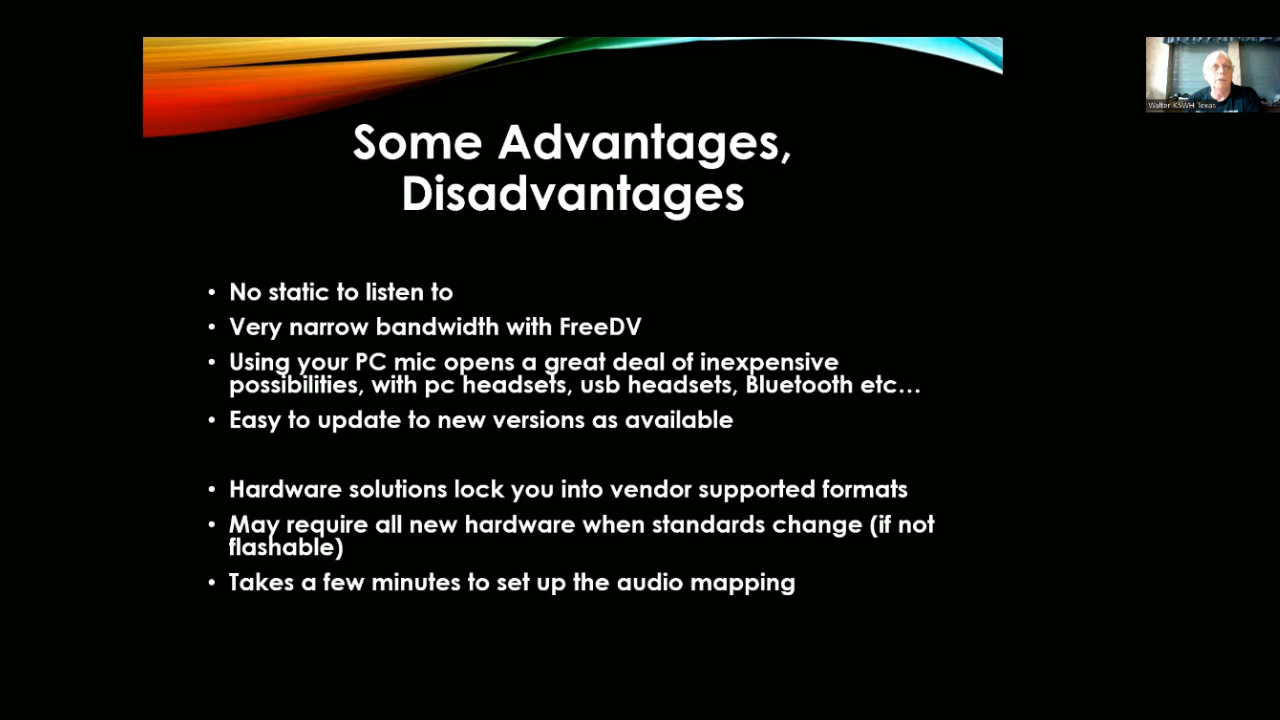 Some Advantages,
Disadvantages
• No static to listen to
• Very narrow bandwidth with FreeDV
• Using your PC mic opens a great deal of inexpensive
possibilities, with pc headsets, usb headsets, Bluetooth etc...
• Easy to update to new versions as available
• Hardware solutions lock you into vendor supported formats
• May require all new hardware when standards change (if not
flashable)
• Takes a few minutes to set up the audio mapping
Walter K5WH Texas